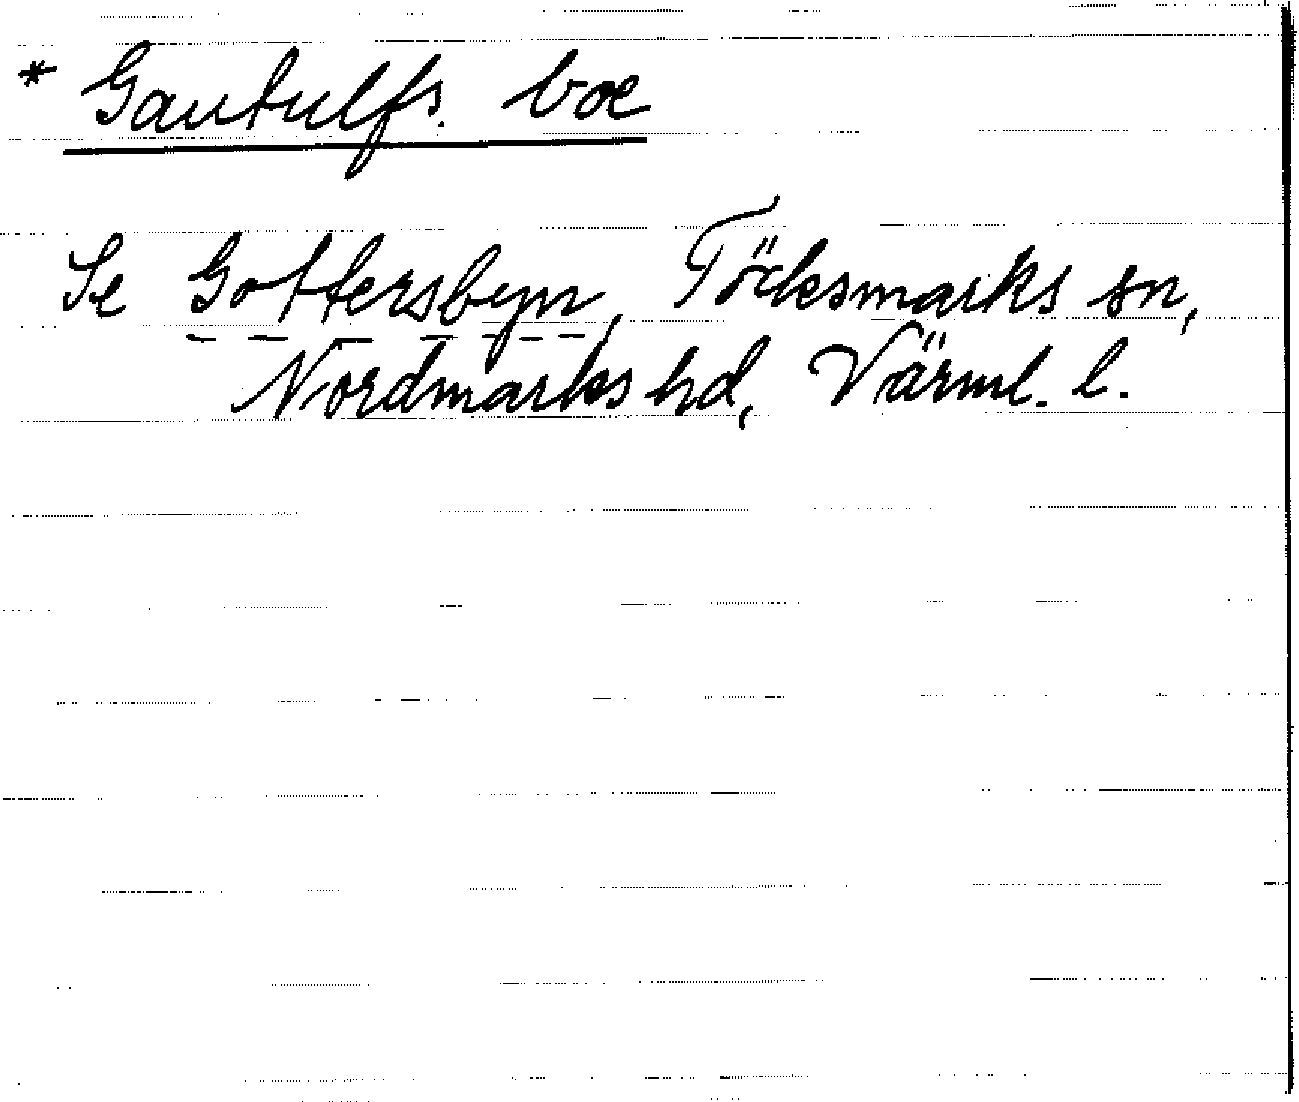 * Gautulfs. boe
Se Gottersbyn, Töcksmarks sn,
Nordmarks hd, Värml. l.